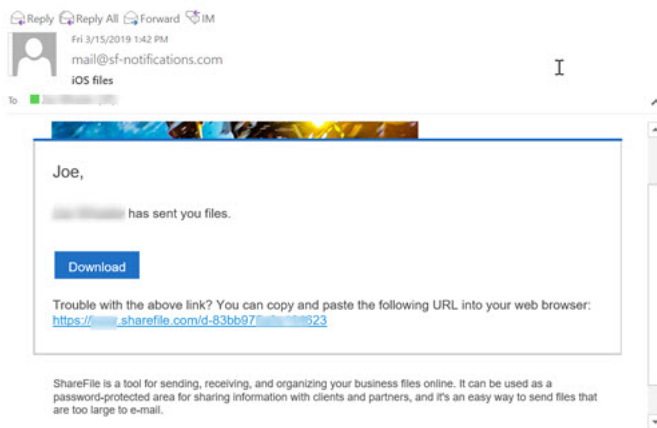 Reply Reply All Forward IM
Fri 3/15/2019 1:42 PM
mail@sf-notifications.com
iOS files
To
Joe,
has sent you files.
Download
Trouble with the above link? You can copy and paste the following URL into your web browser:
https:// .sharefile.com/d-83bb97 623
ShareFile is a tool for sending, receiving, and organizing your business files online. It can be used as a
password-protected area for sharing information with clients and partners, and it's an easy way to send files that
are too large to e-mail.